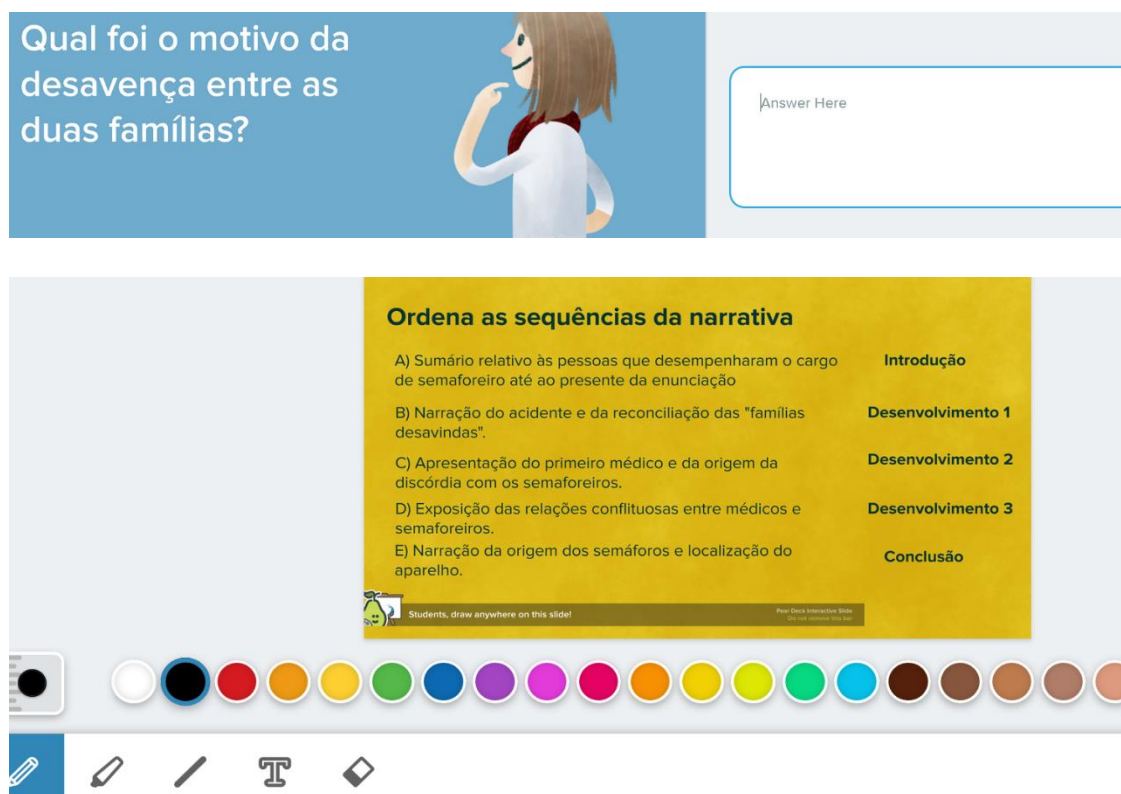 Qual foi o motivo da
desavença entre as
duas famílias?
Answer Here
Ordena as sequências da narrativa
A) Sumário relativo às pessoas que desempenharam o cargo
de semaforeiro até ao presente da enunciação
Introdução
B) Narração do acidente e da reconciliação das "famílias
desavindas".
Desenvolvimento 1
C) Apresentação do primeiro médico e da origem da
discórdia com os semaforeiros.
Desenvolvimento 2
D) Exposição das relações conflituosas entre médicos e
semaforeiros.
Desenvolvimento 3
E) Narração da origem dos semáforos e localização do
aparelho.
Conclusão
Students, draw anywhere on this slide!
Pear Deck Interactive Slide
Do not remove this bar
T